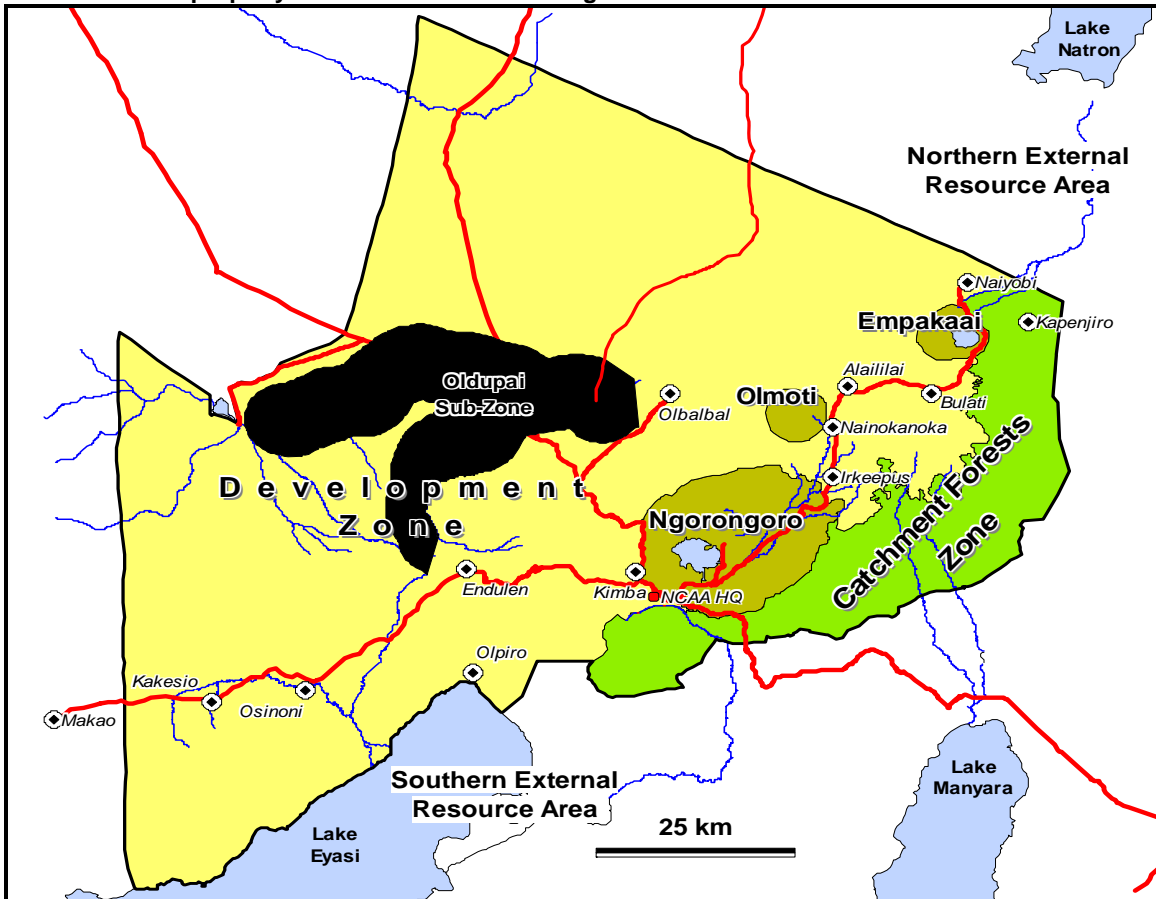 Lake
Natron
Northern External
Resource Area
Naiyobi
Empakaai
Kapenjiro
Alaililai
Oldupai
Sub-Zone
Olmoti
Bulati
Olbalbal
Nainokanoka
Irkeepus
Development
Zone
Ngorongoro
Catchment Forests
Zone
Endulen
Kimba
NCAA HQ
Olpiro
Kakesio
Osinoni
Makao
Southern External
Resource Area
Lake
Manyara
25 km
Lake
Eyasi